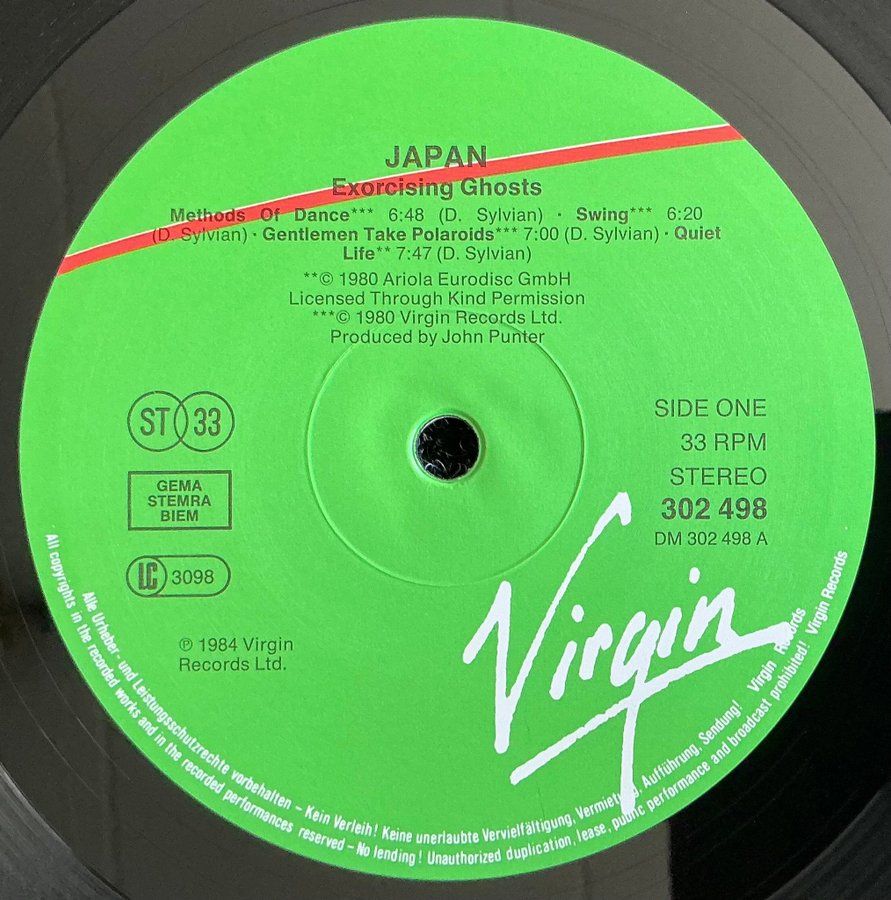 JAPAN
Exorcising Ghosts
Methods Of Dance*** 6:48 (D. Sylvian) · Swing*** 6:20
(D. Sylvian) · Gentlemen Take Polaroids*** 7:00 (D. Sylvian) · Quiet
Life** 7:47 (D. Sylvian)
**© 1980 Ariola Eurodisc GmbH
Licensed Through Kind Permission
***© 1980 Virgin Records Ltd.
Produced by John Punter
ST 33
GEMA
STEMRA
BIEM
LC 3098
℗ 1984 Virgin
Records Ltd.
SIDE ONE
33 RPM
STEREO
302 498
DM 302 498 A
Virgin
Alle Urheber- und Leistungsschutzrechte vorbehalten – Kein Verleih! Keine unerlaubte Vervielfältigung, Vermietung, Aufführung, Sendung! Virgin Records
All copyrights in the recorded works and in the recorded performances reserved – No lending! Unauthorized duplication, lease, public performance and broadcast prohibited! Virgin Records